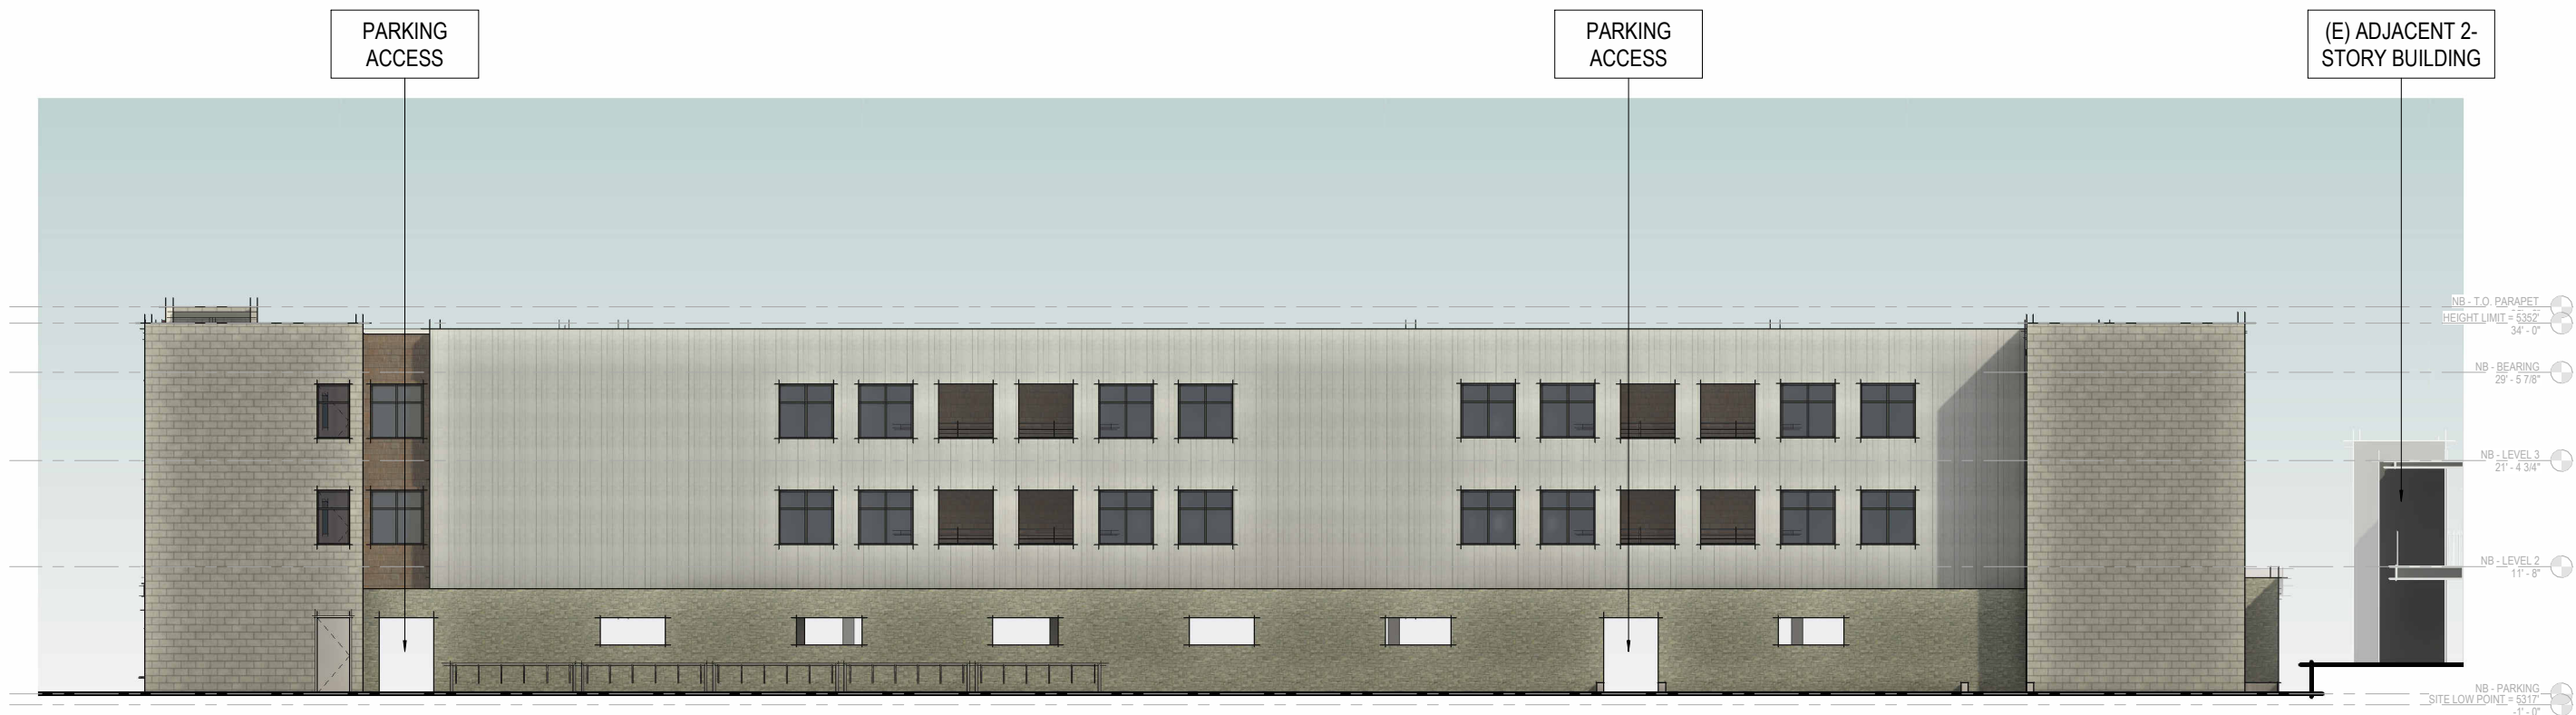 PARKING
ACCESS
PARKING
ACCESS
(E) ADJACENT 2-
STORY BUILDING
NB - T.O. PARAPET
HEIGHT LIMIT = 5352'
34' - 0"
NB - BEARING
29' - 5 7/8"
NB - LEVEL 3
21' - 4 3/4"
NB - LEVEL 2
11' - 8"
NB - PARKING
SITE LOW POINT = 5317'
-1' - 0"